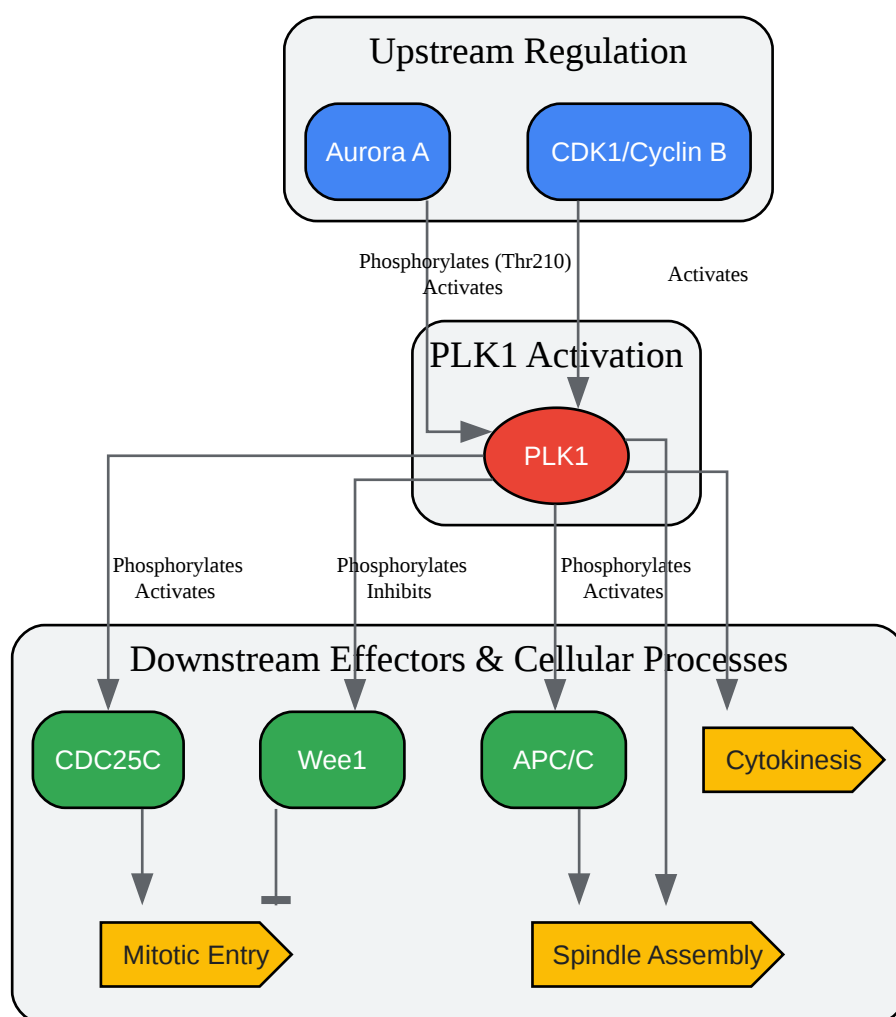 Upstream Regulation
Aurora A
CDK1/Cyclin B
Phosphorylates (Thr210)
Activates
Activates
PLK1 Activation
PLK1
Phosphorylates
Activates
Phosphorylates
Inhibits
Phosphorylates
Activates
Downstream Effectors & Cellular Processes
CDC25C
Wee1
APC/C
Cytokinesis
Mitotic Entry
Spindle Assembly